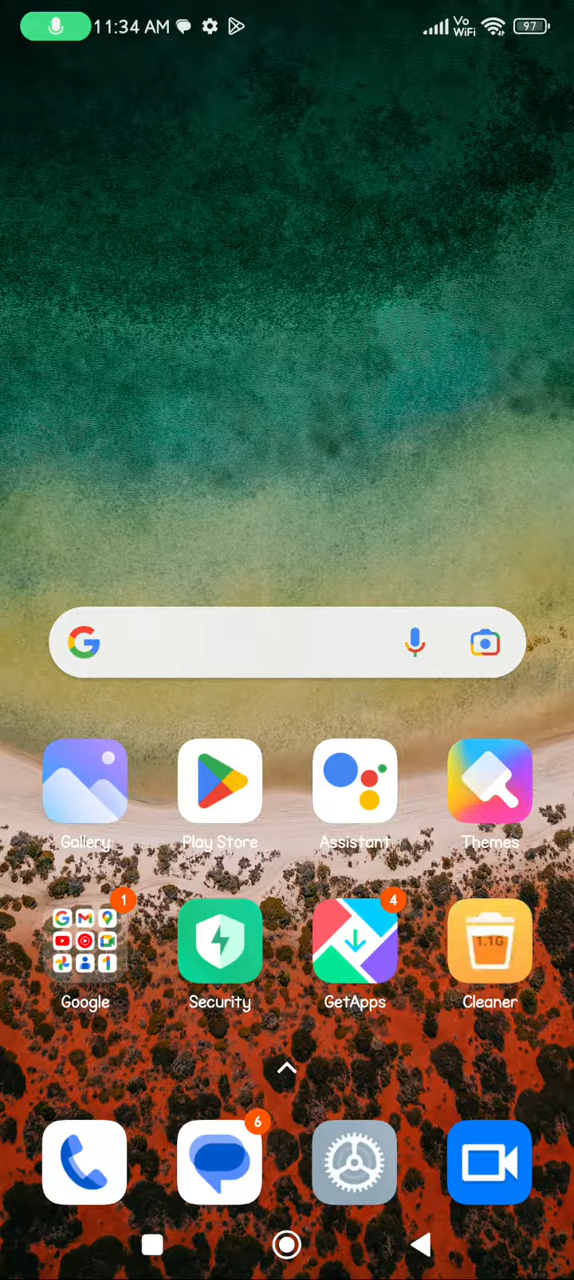 11:34 AM
Vo
WiFi
97
Gallery
Play Store
Assistant
Themes
1
4
1.1G
Google
Security
GetApps
Cleaner
6